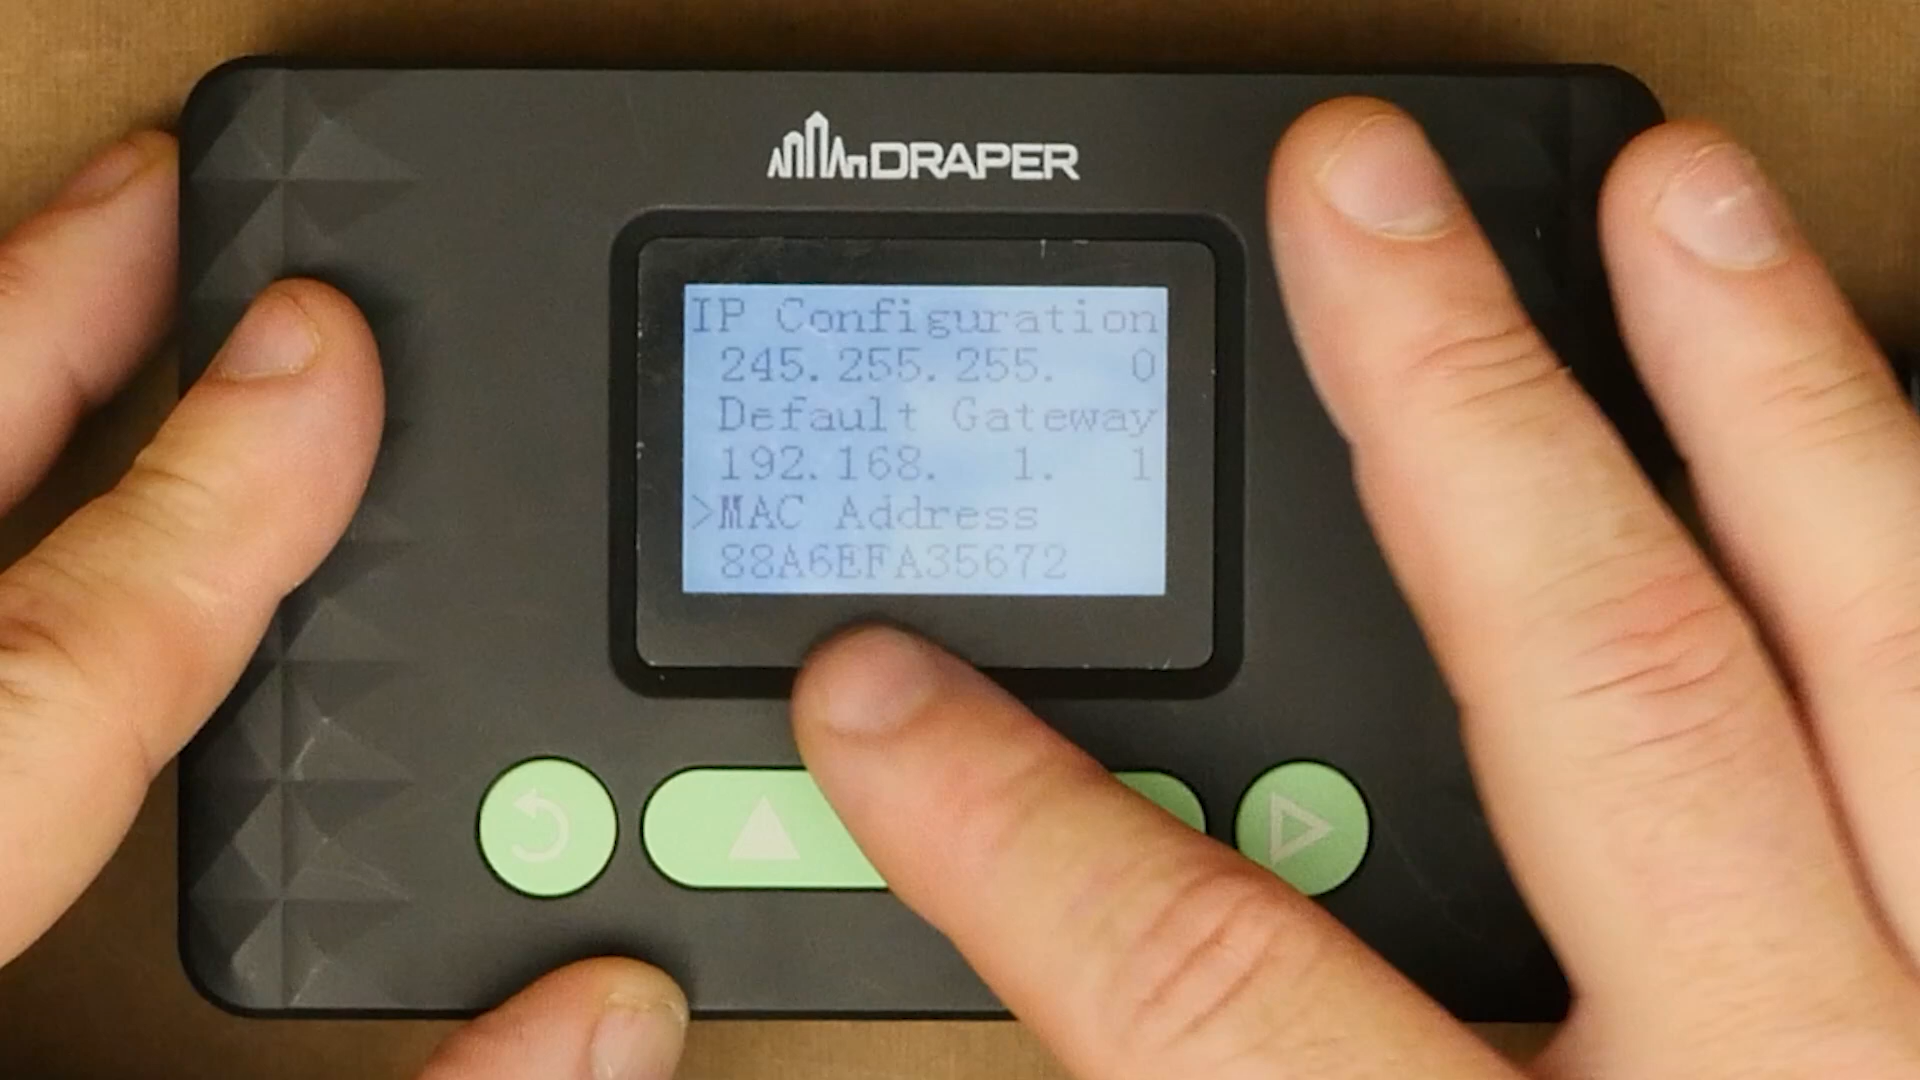 DRAPER
IP Configuration
245.255.255. 0
Default Gateway
192.168. 1. 1
>MAC Address
88A6EFA35672